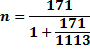 n = 171 / (1 + 171/1113)